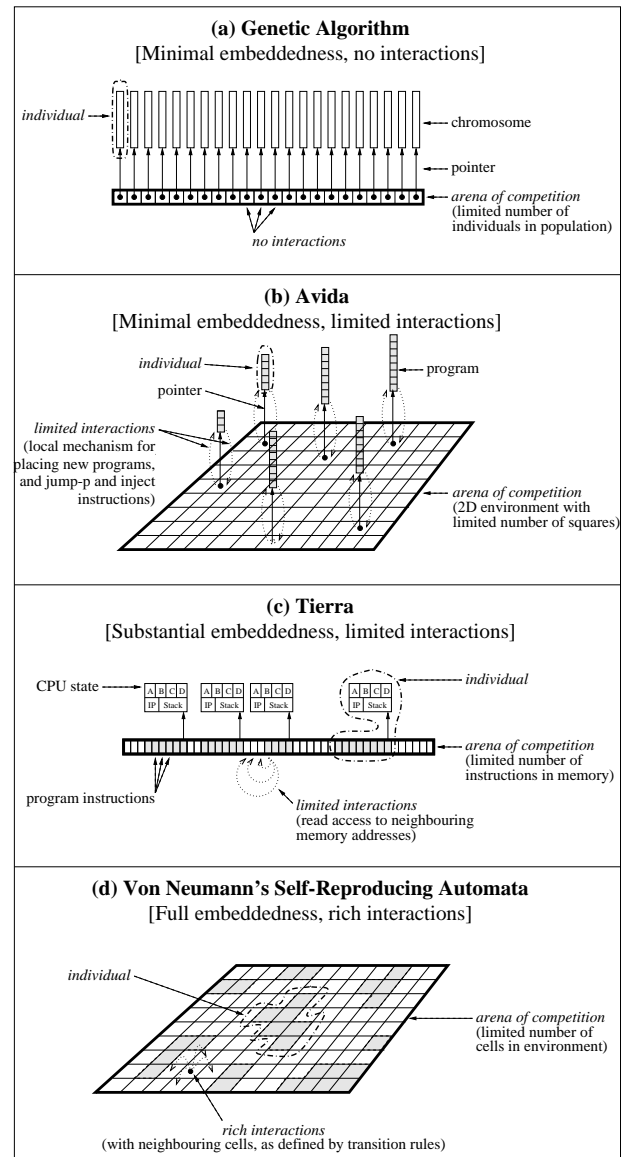 (a) Genetic Algorithm
[Minimal embeddedness, no interactions]
individual
chromosome
pointer
arena of competition
(limited number of
individuals in population)
no interactions
(b) Avida
[Minimal embeddedness, limited interactions]
individual
program
pointer
limited interactions
(local mechanism for
placing new programs,
and jump-p and inject
instructions)
arena of competition
(2D environment with
limited number of squares)
(c) Tierra
[Substantial embeddedness, limited interactions]
CPU state
A B C D
IP Stack
A B C D
IP Stack
A B C D
IP Stack
A B C D
IP Stack
individual
arena of competition
(limited number of
instructions in memory)
program instructions
limited interactions
(read access to neighbouring
memory addresses)
(d) Von Neumann's Self-Reproducing Automata
[Full embeddedness, rich interactions]
individual
arena of competition
(limited number of
cells in environment)
rich interactions
(with neighbouring cells, as defined by transition rules)